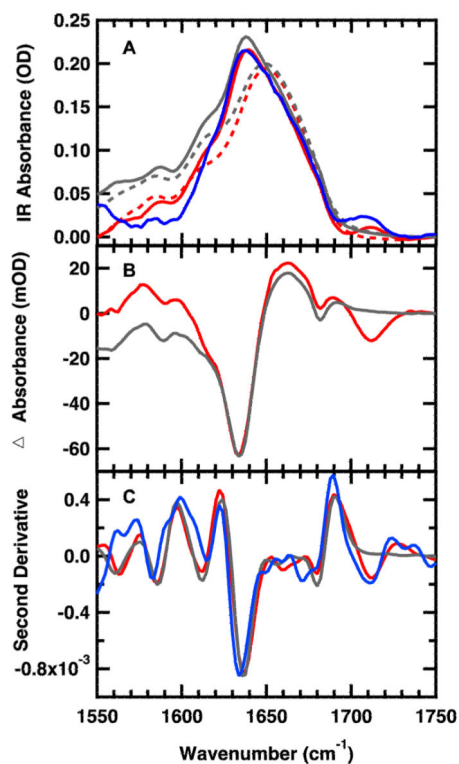 0.25
A
0.20
0.15
0.10
0.05
0.00
IR Absorbance (OD)
B
20
0
-20
-40
-60
△ Absorbance (mOD)
C
0.4
0.0
-0.4
-0.8x10⁻³
Second Derivative
1550 1600 1650 1700 1750
Wavenumber (cm⁻¹)